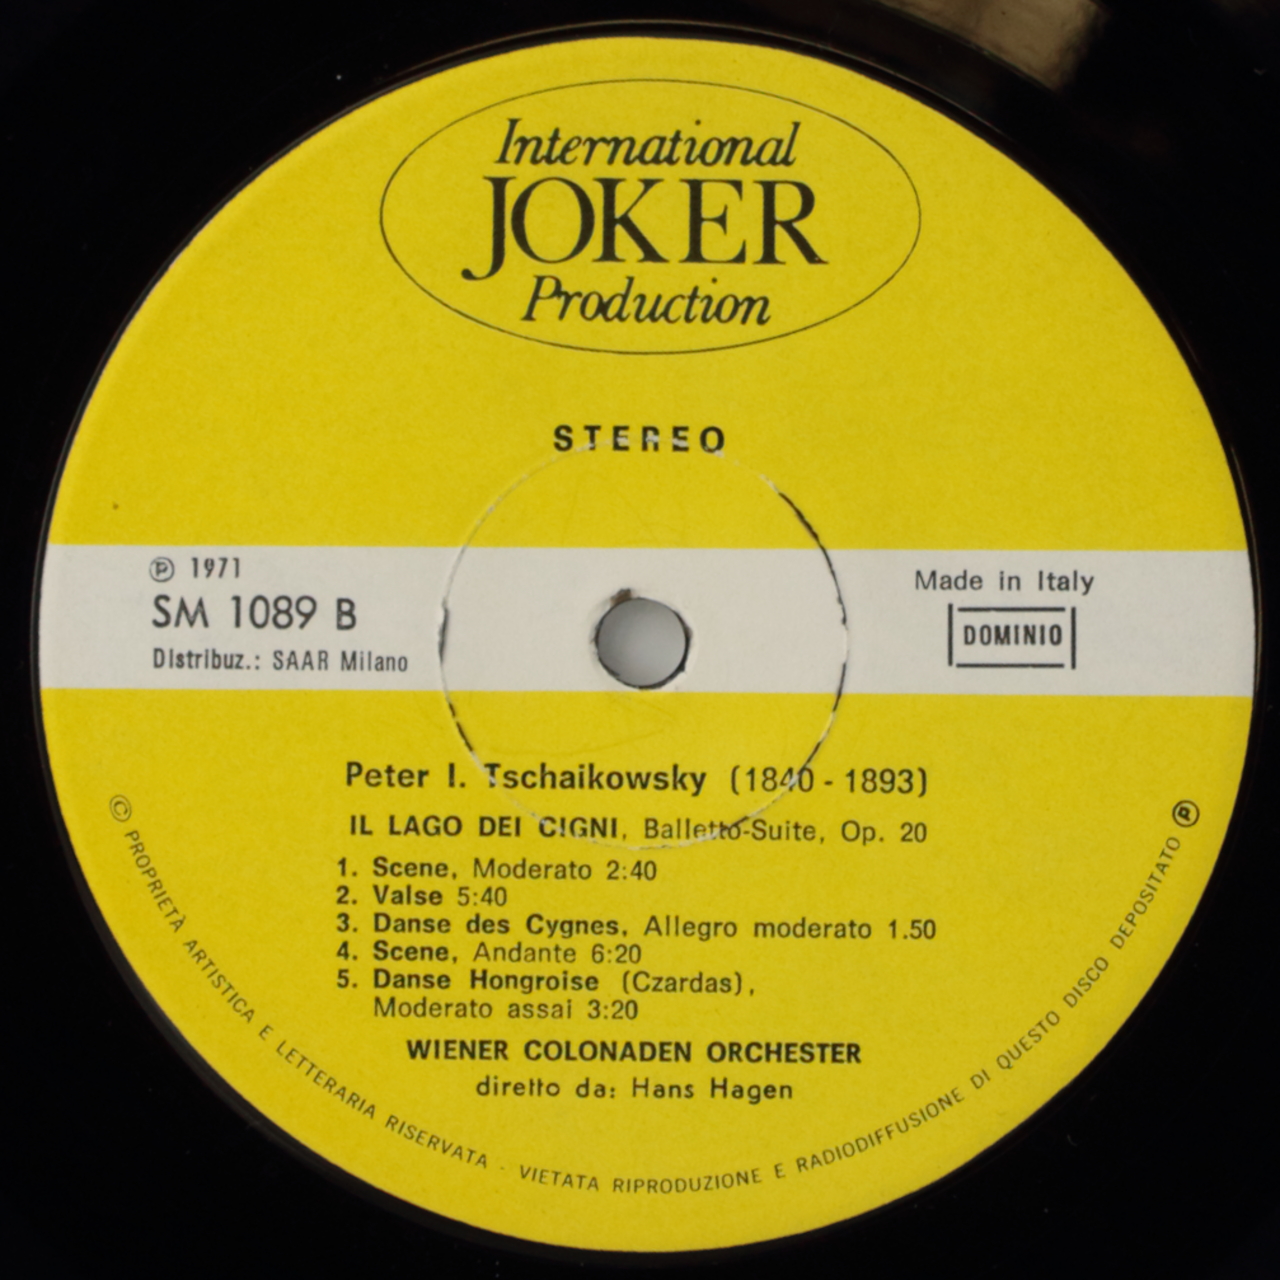 International
JOKER
Production
STEREO
℗ 1971
SM 1089 B
Distribuz.: SAAR Milano
Made in Italy
DOMINIO
Peter I. Tschaikowsky (1840 - 1893)
IL LAGO DEI CIGNI, Balletto-Suite, Op. 20
1. Scene, Moderato 2:40
2. Valse 5:40
3. Danse des Cygnes, Allegro moderato 1.50
4. Scene, Andante 6:20
5. Danse Hongroise (Czardas),
Moderato assai 3:20
WIENER COLONADEN ORCHESTER
diretto da: Hans Hagen
© PROPRIETÀ ARTISTICA E LETTERARIA RISERVATA - VIETATA RIPRODUZIONE E RADIODIFFUSIONE DI QUESTO DISCO DEPOSITATO ℗